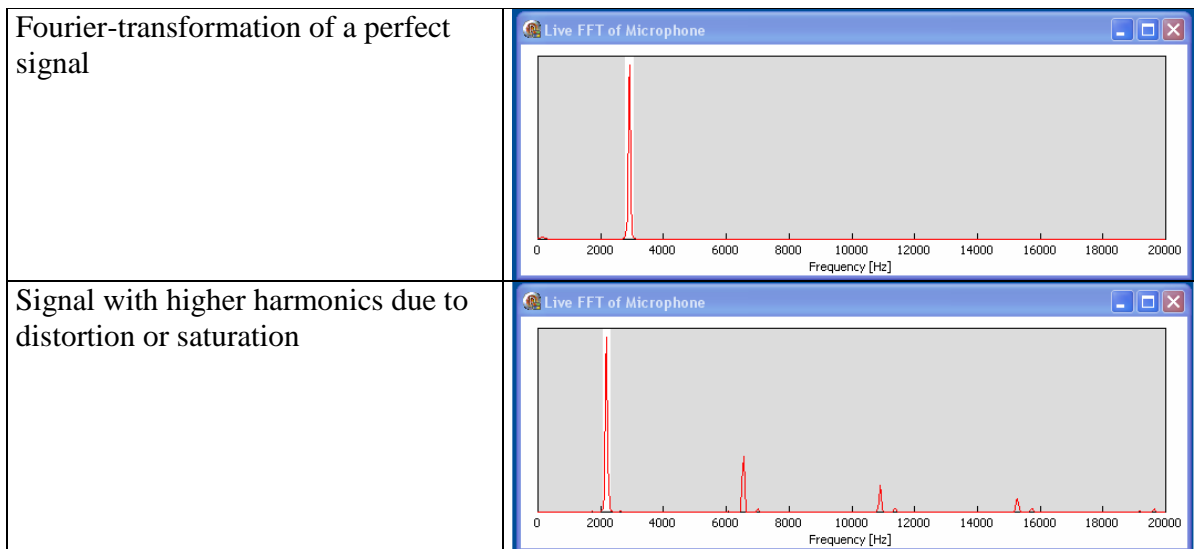 Fourier-transformation of a perfect
signal
Live FFT of Microphone
0 2000 4000 6000 8000 10000 12000 14000 16000 18000 20000
Frequency [Hz]
Signal with higher harmonics due to
distortion or saturation
Live FFT of Microphone
0 2000 4000 6000 8000 10000 12000 14000 16000 18000 20000
Frequency [Hz]